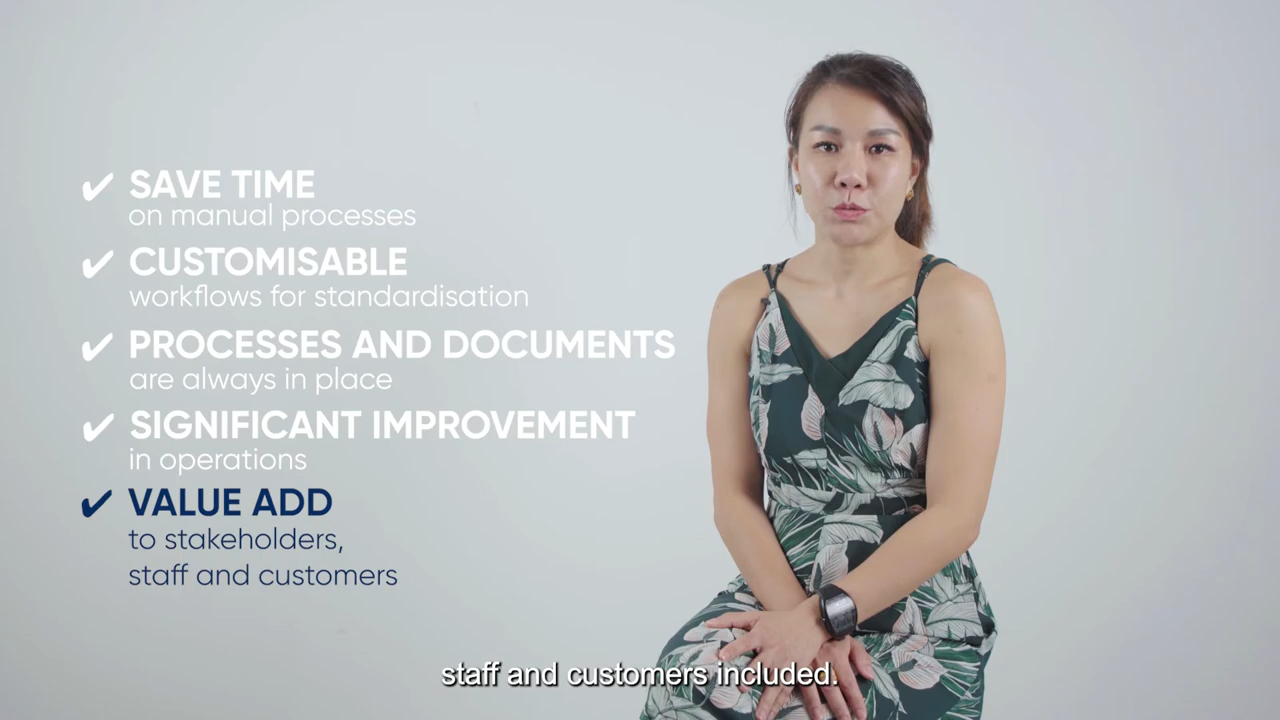 ✔ SAVE TIME
on manual processes
✔ CUSTOMISABLE
workflows for standardisation
✔ PROCESSES AND DOCUMENTS
are always in place
✔ SIGNIFICANT IMPROVEMENT
in operations
✔ VALUE ADD
to stakeholders,
staff and customers
staff and customers included.